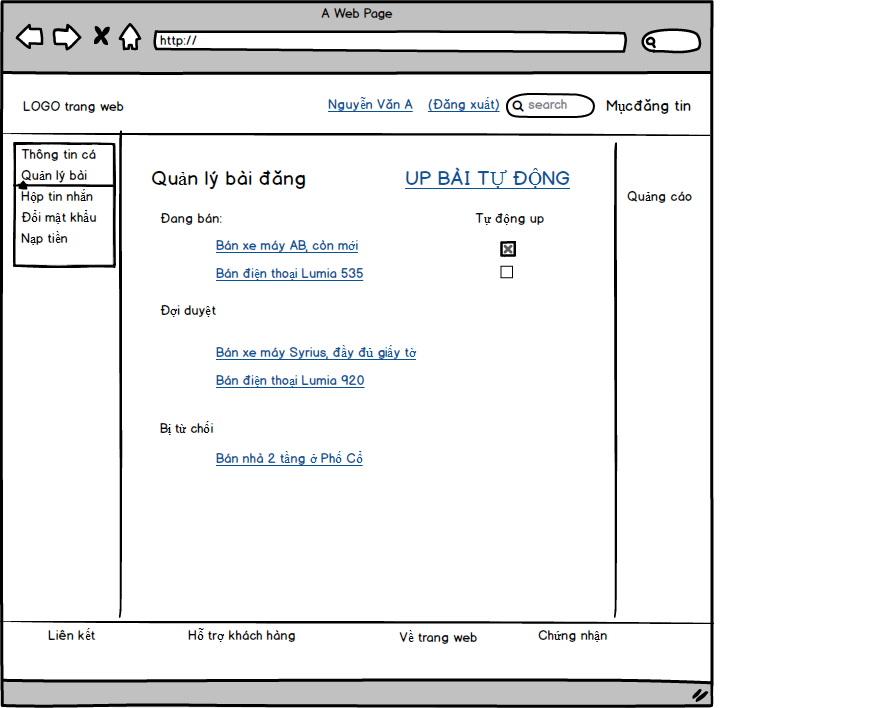 A Web Page
http://
LOGO trang web
Nguyễn Văn A (Đăng xuất) search Mụcđăng tin
Thông tin cá
Quản lý bài
Hộp tin nhắn
Đổi mật khẩu
Nạp tiền
Quản lý bài đăng UP BÀI TỰ ĐỘNG
Đang bán: Tự động up
Bán xe máy AB, còn mới
Bán điện thoại Lumia 535
Đợi duyệt
Bán xe máy Syrius, đầy đủ giấy tờ
Bán điện thoại Lumia 920
Bị từ chối
Bán nhà 2 tầng ở Phố Cổ
Quảng cáo
Liên kết Hỗ trợ khách hàng Về trang web Chứng nhận